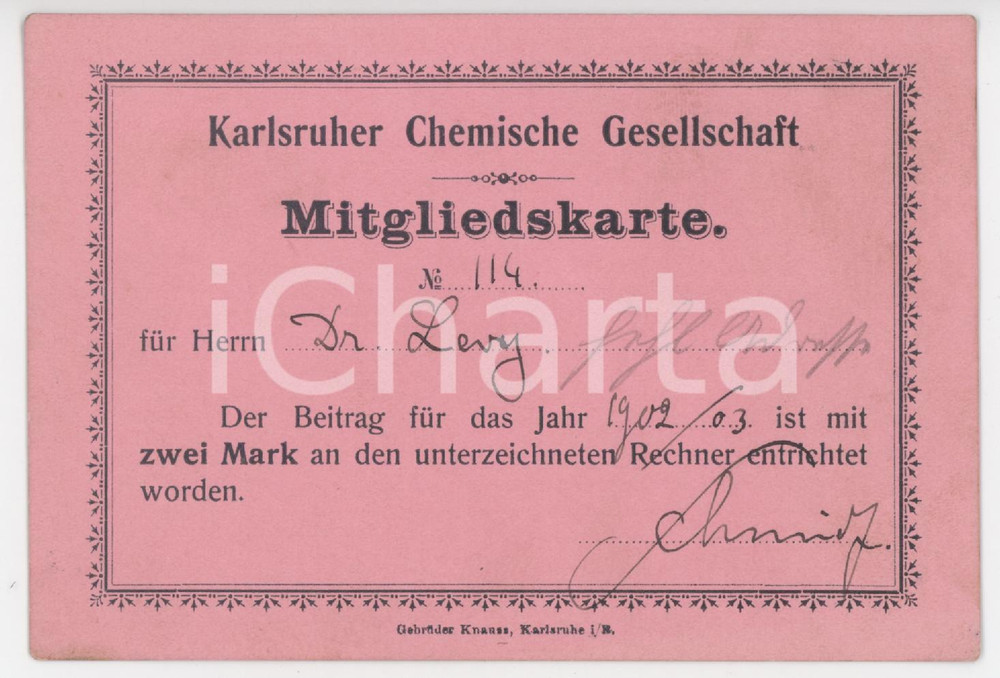 Karlsruher Chemische Gesellschaft
Mitgliedskarte.
№ 114.
für Herrn Dr. Levy.
Der Beitrag für das Jahr 1902/03. ist mit
zwei Mark an den unterzeichneten Rechner entrichtet
worden.
Schmidt.
Gebrüder Knauss, Karlsruhe i/B.
iCharta